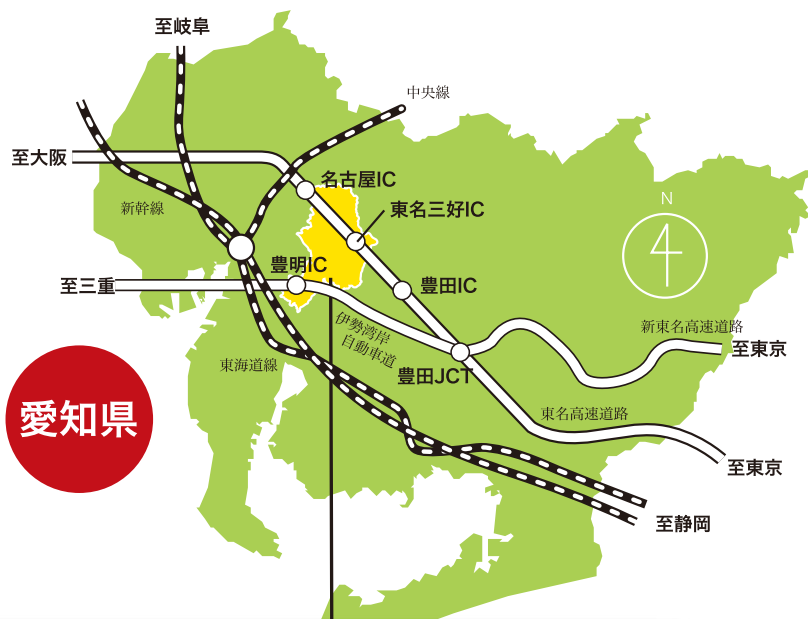 至岐阜
中央線
至大阪
名古屋IC
新幹線
東名三好IC
N
豊明IC
至三重
豊田IC
伊勢湾岸
自動車道
新東名高速道路
至東京
東海道線
豊田JCT
愛知県
東名高速道路
至東京
至静岡